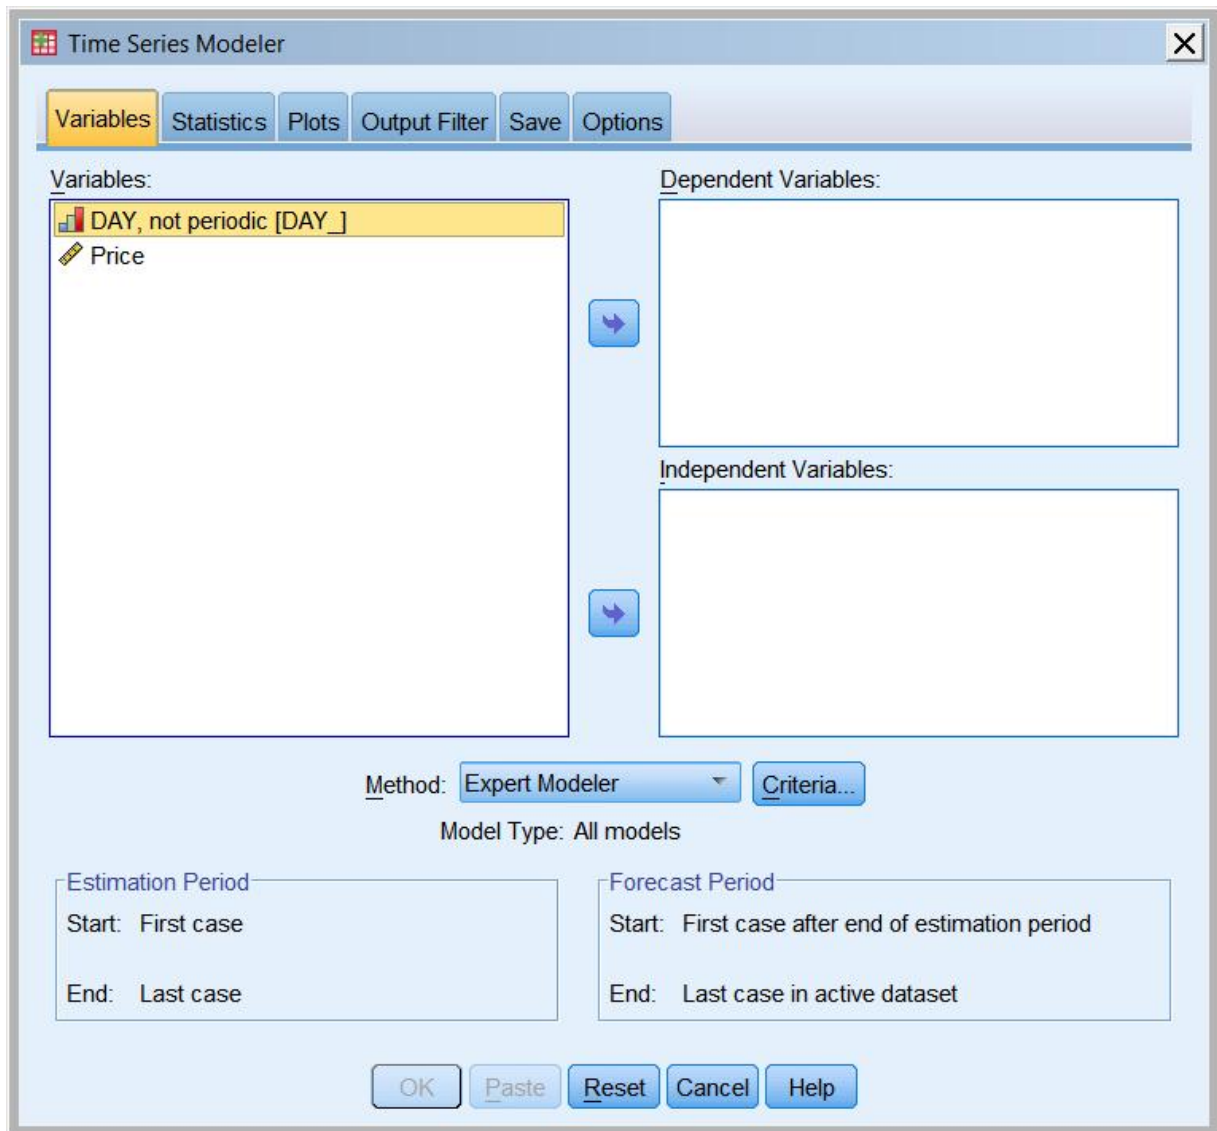 Time Series Modeler
Variables Statistics Plots Output Filter Save Options
Variables:
DAY, not periodic [DAY_]
Price
Dependent Variables:
Independent Variables:
Method: Expert Modeler Criteria...
Model Type: All models
Estimation Period
Start: First case
End: Last case
Forecast Period
Start: First case after end of estimation period
End: Last case in active dataset
OK Paste Reset Cancel Help